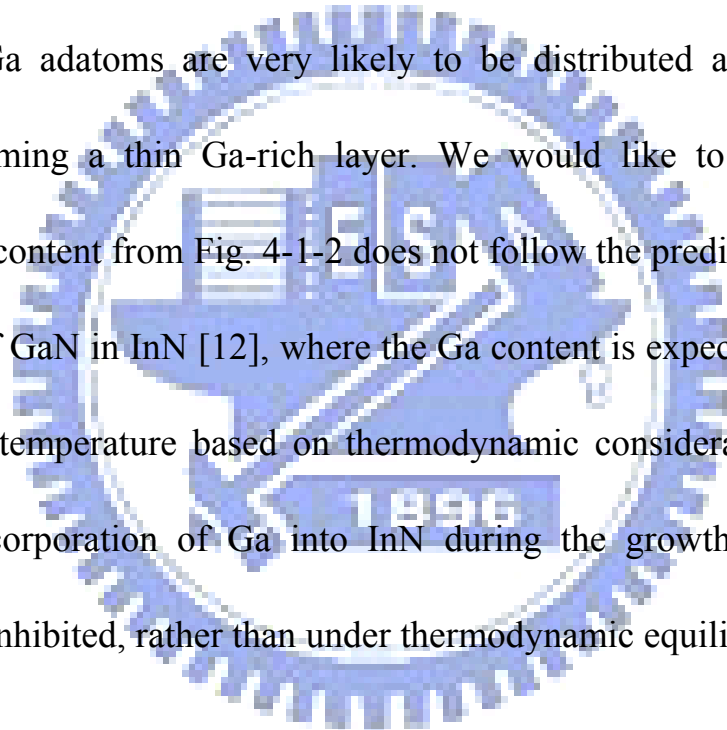 Ga adatoms are very likely to be distributed a
ming a thin Ga-rich layer. We would like to
content from Fig. 4-1-2 does not follow the predi
f GaN in InN [12], where the Ga content is expec
temperature based on thermodynamic considera
corporation of Ga into InN during the growth
1896
nhibited, rather than under thermodynamic equili